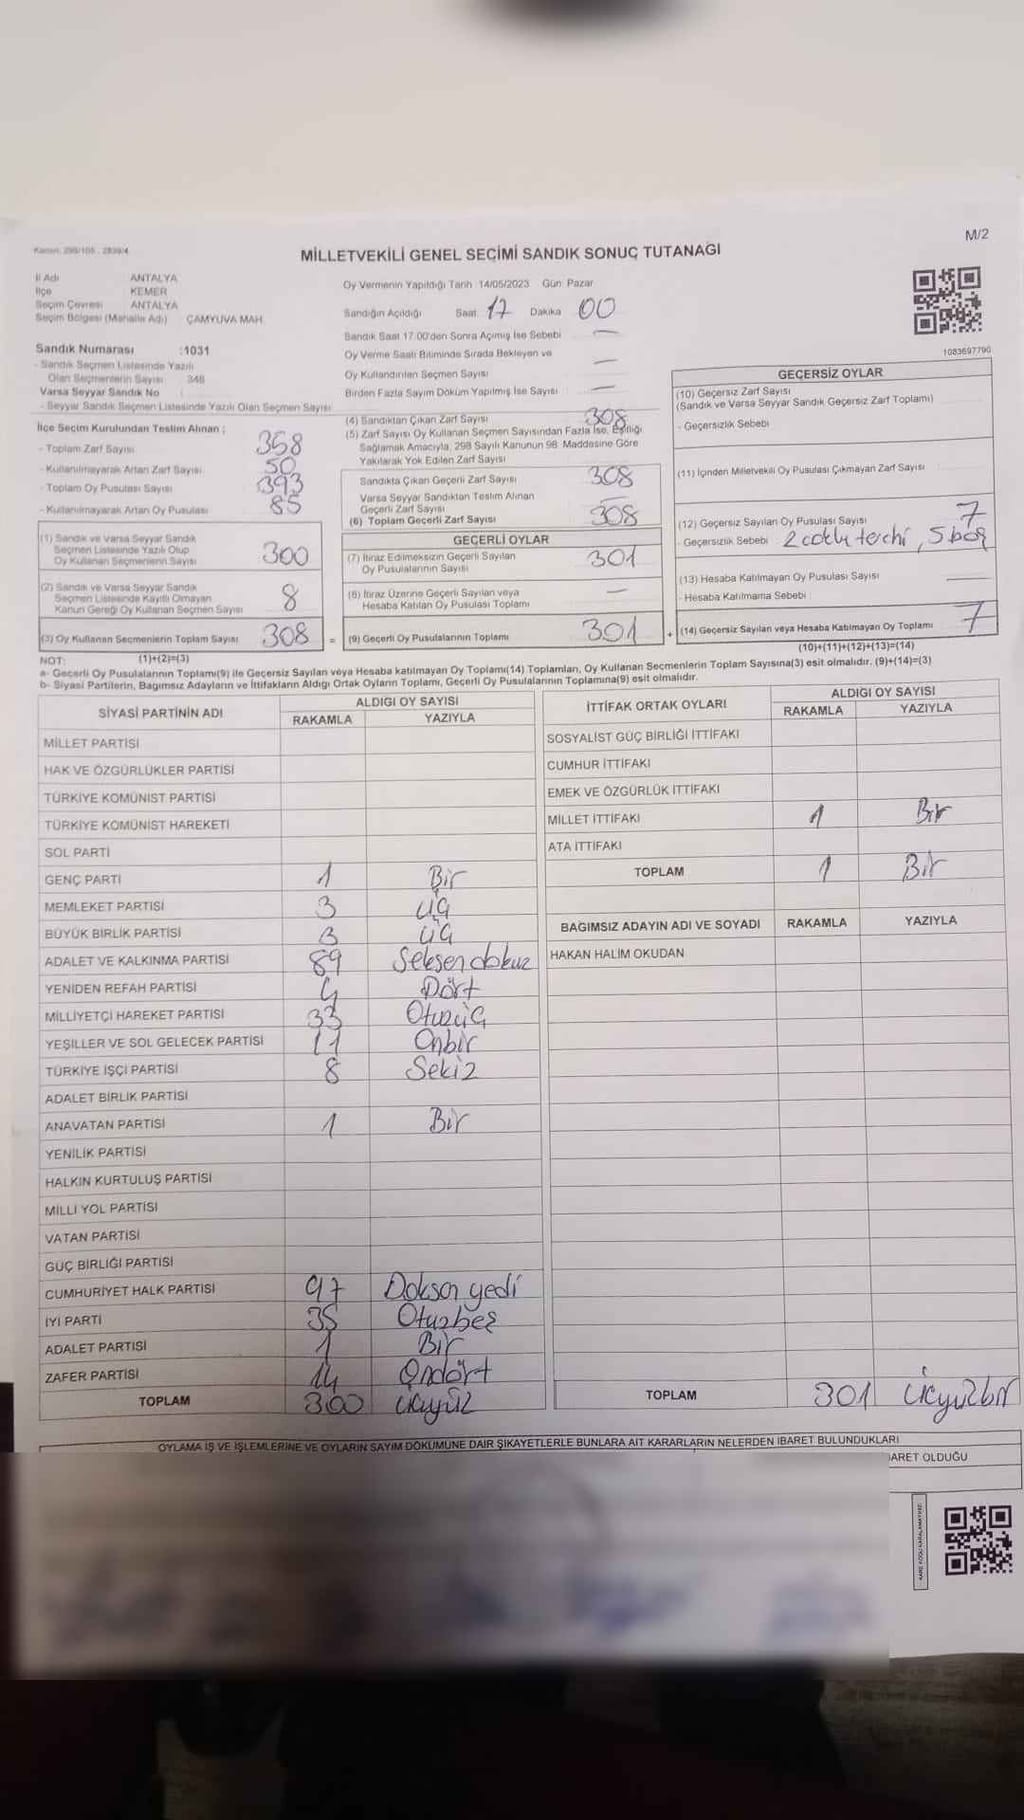 Kanun: 298/105 , 2839/4
M/2
MİLLETVEKİLİ GENEL SEÇİMİ SANDIK SONUÇ TUTANAĞI
İl Adı ANTALYA
İlçe KEMER
Seçim Çevresi ANTALYA
Seçim Bölgesi (Mahalle Adı) ÇAMYUVA MAH.
Sandık Numarası :1031
- Sandık Seçmen Listesinde Yazılı
Olan Seçmenlerin Sayısı : 348
Varsa Seyyar Sandık No
- Seyyar Sandık Seçmen Listesinde Yazılı Olan Seçmen Sayısı
İlçe Seçim Kurulundan Teslim Alınan ;
- Toplam Zarf Sayısı 358
- Kullanılmayarak Artan Zarf Sayısı 50
- Toplam Oy Pusulası Sayısı 393
- Kullanılmayarak Artan Oy Pusulası 85
(1) Sandık ve Varsa Seyyar Sandık
Seçmen Listesinde Yazılı Olup
Oy Kullanan Seçmenlerin Sayısı 300
(2) Sandık ve Varsa Seyyar Sandık
Seçmen Listesinde Kayıtlı Olmayan
Kanun Gereği Oy Kullanan Seçmen Sayısı 8
(3) Oy Kullanan Seçmenlerin Toplam Sayısı 308 =
(1)+(2)=(3)
Oy Vermenin Yapıldığı Tarih 14/05/2023 Gün: Pazar
Sandığın Açıldığı Saat 17 Dakika 00
Sandık Saat 17:00'den Sonra Açılmış İse Sebebi —
Oy Verme Saati Bitiminde Sırada Bekleyen ve
Oy Kullandırılan Seçmen Sayısı —
Birden Fazla Sayım Döküm Yapılmış İse Sayısı —
(4) Sandıktan Çıkan Zarf Sayısı 308
(5) Zarf Sayısı Oy Kullanan Seçmen Sayısından Fazla İse, Eşitliği
Sağlamak Amacıyla, 298 Sayılı Kanunun 98. Maddesine Göre
Yakılarak Yok Edilen Zarf Sayısı
Sandıkta Çıkan Geçerli Zarf Sayısı 308
Varsa Seyyar Sandıktan Teslim Alınan
Geçerli Zarf Sayısı —
(6) Toplam Geçerli Zarf Sayısı 308
GEÇERLİ OYLAR
(7) İtiraz Edilmeksizin Geçerli Sayılan
Oy Pusulalarının Sayısı 301
(8) İtiraz Üzerine Geçerli Sayılan veya
Hesaba Katılan Oy Pusulası Toplamı —
(9) Geçerli Oy Pusulalarının Toplamı 301 +
1083697790
GEÇERSİZ OYLAR
(10) Geçersiz Zarf Sayısı
(Sandık ve Varsa Seyyar Sandık Geçersiz Zarf Toplamı)
- Geçersizlik Sebebi
(11) İçinden Milletvekili Oy Pusulası Çıkmayan Zarf Sayısı
(12) Geçersiz Sayılan Oy Pusulası Sayısı 7
- Geçersizlik Sebebi 2 , 5 boş
(13) Hesaba Katılmayan Oy Pusulası Sayısı —
- Hesaba Katılmama Sebebi :
(14) Geçersiz Sayılan veya Hesaba Katılmayan Oy Toplamı 7
(10)+(11)+(12)+(13)=(14)
NOT:
a- Geçerli Oy Pusulalarının Toplamı(9) ile Geçersiz Sayılan veya Hesaba katılmayan Oy Toplamı(14) Toplamları, Oy Kullanan Seçmenlerin Toplam Sayısına(3) eşit olmalıdır. (9)+(14)=(3)
b- Siyasi Partilerin, Bağımsız Adayların ve İttifakların Aldığı Ortak Oyların Toplamı, Geçerli Oy Pusulalarının Toplamına(9) eşit olmalıdır.
SİYASİ PARTİNİN ADI ALDIĞI OY SAYISI
RAKAMLA YAZIYLA
MİLLET PARTİSİ
HAK VE ÖZGÜRLÜKLER PARTİSİ
TÜRKİYE KOMÜNİST PARTİSİ
TÜRKİYE KOMÜNİST HAREKETİ
SOL PARTİ
GENÇ PARTİ 1 Bir
MEMLEKET PARTİSİ 3 üç
BÜYÜK BİRLİK PARTİSİ 3 üç
ADALET VE KALKINMA PARTİSİ 89 Seksendokuz
YENİDEN REFAH PARTİSİ 4 Dört
MİLLİYETÇİ HAREKET PARTİSİ 33 Otuzüç
YEŞİLLER VE SOL GELECEK PARTİSİ 11 Onbir
TÜRKİYE İŞÇİ PARTİSİ 8 Sekiz
ADALET BİRLİK PARTİSİ
ANAVATAN PARTİSİ 1 Bir
YENİLİK PARTİSİ
HALKIN KURTULUŞ PARTİSİ
MİLLİ YOL PARTİSİ
VATAN PARTİSİ
GÜÇ BİRLİĞİ PARTİSİ
CUMHURİYET HALK PARTİSİ 97 Doksan yedi
İYİ PARTİ 35 Otuzbeş
ADALET PARTİSİ 1 Bir
ZAFER PARTİSİ 14 Ondört
TOPLAM 300 üçyüz
İTTİFAK ORTAK OYLARI ALDIĞI OY SAYISI
RAKAMLA YAZIYLA
SOSYALİST GÜÇ BİRLİĞİ İTTİFAKI
CUMHUR İTTİFAKI
EMEK VE ÖZGÜRLÜK İTTİFAKI
MİLLET İTTİFAKI 1 Bir
ATA İTTİFAKI
TOPLAM 1 Bir
BAĞIMSIZ ADAYIN ADI VE SOYADI RAKAMLA YAZIYLA
HAKAN HALİM OKUDAN
TOPLAM 301 üçyüzbir
OYLAMA İŞ VE İŞLEMLERİNE VE OYLARIN SAYIM DÖKÜMÜNE DAİR ŞİKAYETLERLE BUNLARA AİT KARARLARIN NELERDEN İBARET BULUNDUKLARI
BARET OLDUĞU